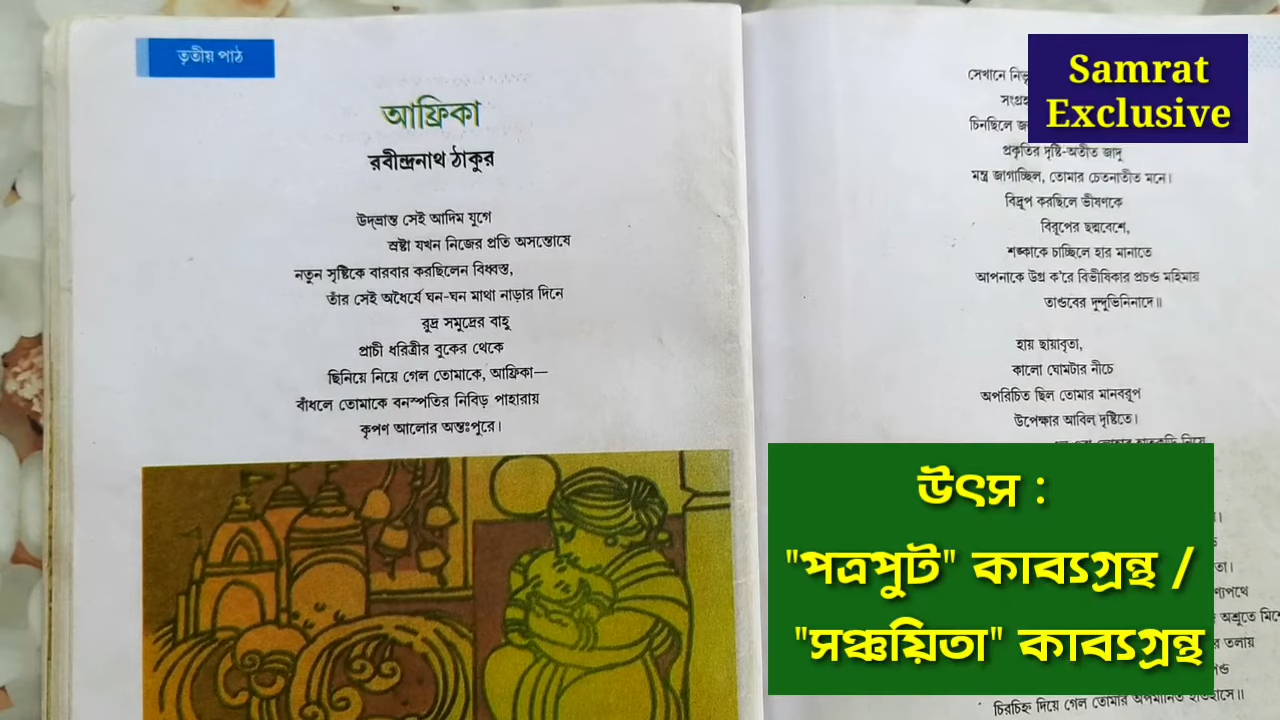 তৃতীয় পাঠ
আফ্রিকা
রবীন্দ্রনাথ ঠাকুর
উদ্‌ভ্রান্ত সেই আদিম যুগে
স্রষ্টা যখন নিজের প্রতি অসন্তোষে
নতুন সৃষ্টিকে বারবার করছিলেন বিধ্বস্ত,
তাঁর সেই অধৈর্যে ঘন-ঘন মাথা নাড়ার দিনে
রুদ্র সমুদ্রের বাহু
প্রাচী ধরিত্রীর বুকের থেকে
ছিনিয়ে নিয়ে গেল তোমাকে, আফ্রিকা—
বাঁধলে তোমাকে বনস্পতির নিবিড় পাহারায়
কৃপণ আলোর অন্তঃপুরে।
সেখানে
চিনছিলে
প্রকৃতির দৃষ্টি-অতীত জাদু
মন্ত্র জাগাচ্ছিল, তোমার চেতনাতীত মনে।
বিদ্রূপ করছিলে ভীষণকে
বিরূপের ছদ্মবেশে,
শঙ্কাকে চাচ্ছিলে হার মানাতে
আপনাকে উগ্র ক'রে বিভীষিকার প্রচণ্ড মহিমায়
তাণ্ডবের দুন্দুভিনিনাদে॥
হায় ছায়াবৃতা,
কালো ঘোমটার নীচে
অপরিচিত ছিল তোমার মানবরূপ
উপেক্ষার আবিল দৃষ্টিতে।
অশ্রুতে
তলায়
চিরচিহ্ন দিয়ে গেল তোমার অপমানিত ইতিহাসে॥
Samrat
Exclusive
উৎস :
"পত্রপুট" কাব্যগ্রন্থ /
"সঞ্চয়িতা" কাব্যগ্রন্থ